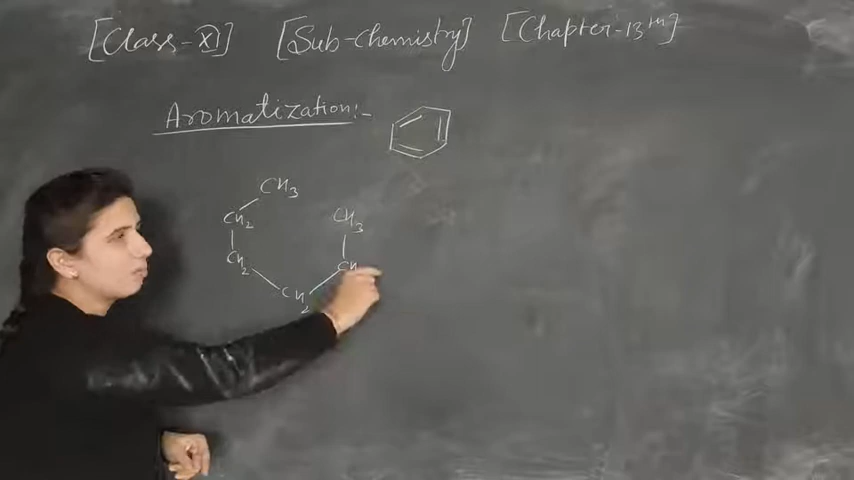 [Class-XI] [Sub-Chemistry] [Chapter-13th]
Aromatization:-
CH3
CH2 CH3
CH2 CH
CH2